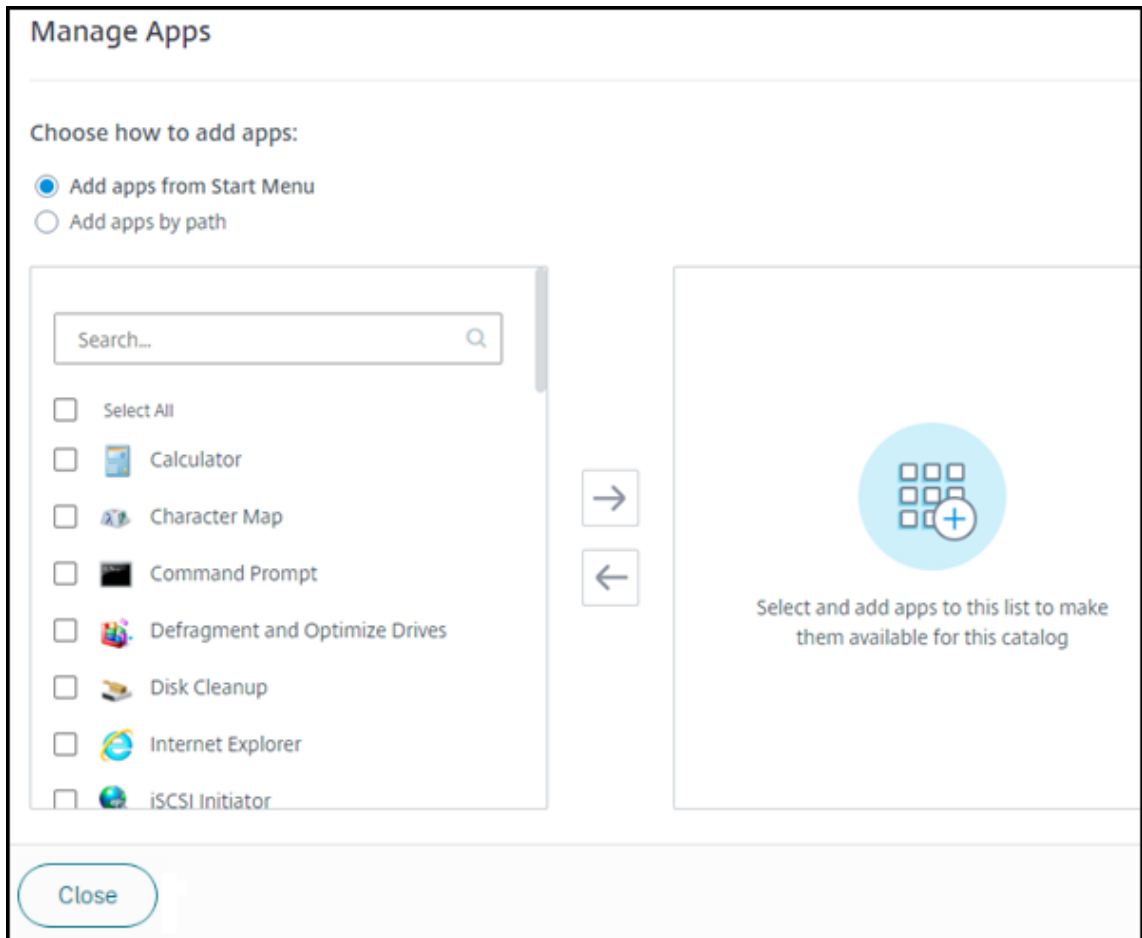 Manage Apps
Choose how to add apps:
Add apps from Start Menu
Add apps by path
Search...
Select All
Calculator
Character Map
Command Prompt
Defragment and Optimize Drives
Disk Cleanup
Internet Explorer
iSCSI Initiator
Select and add apps to this list to make
them available for this catalog
Close